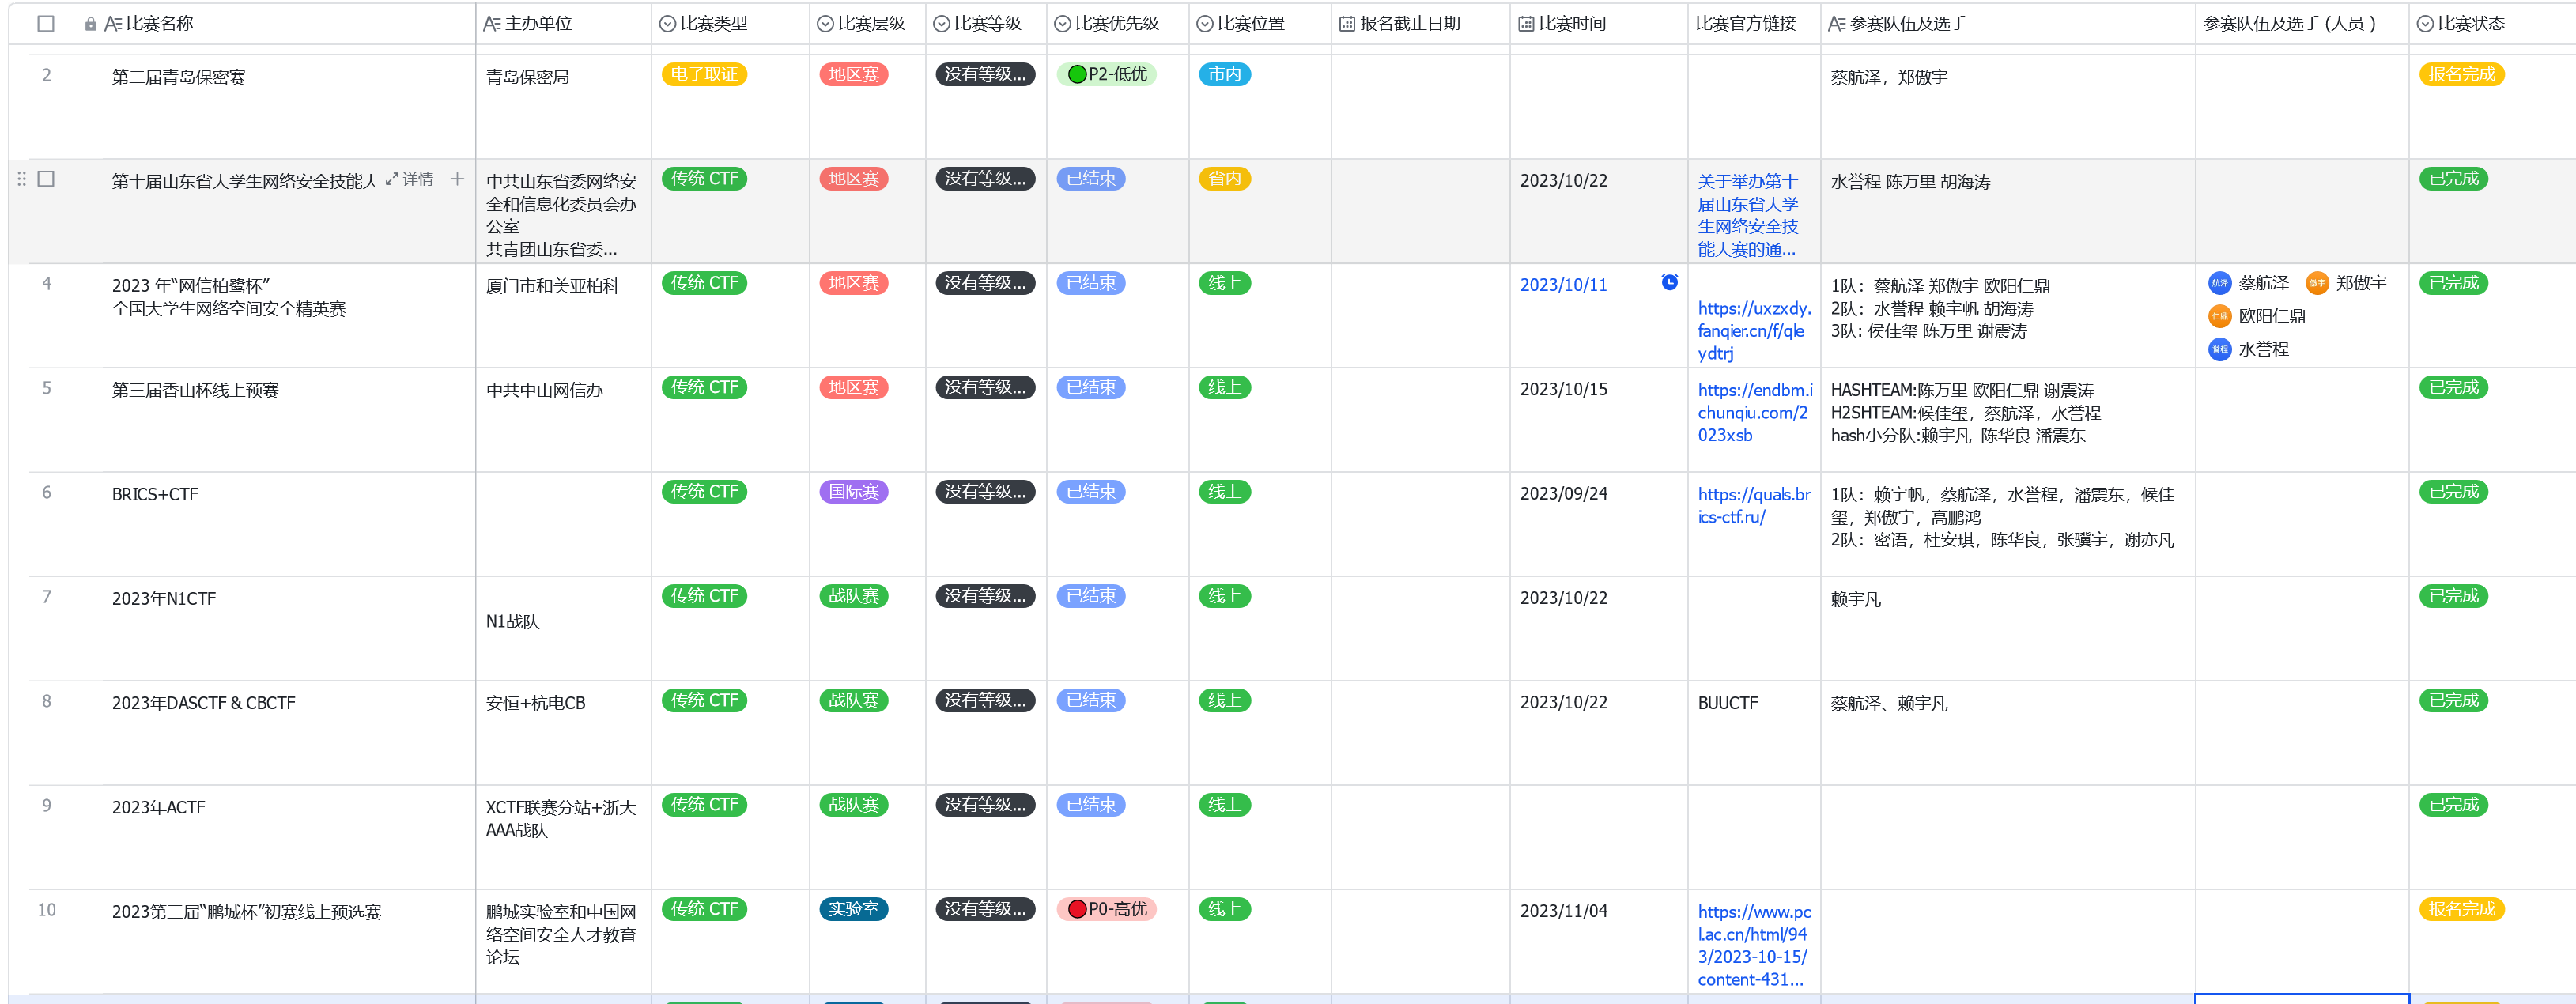 比赛名称
主办单位
比赛类型
比赛层级
比赛等级
比赛优先级
比赛位置
报名截止日期
比赛时间
比赛官方链接
参赛队伍及选手
参赛队伍及选手 (人员 )
比赛状态
2
第二届青岛保密赛
青岛保密局
电子取证
地区赛
没有等级...
P2-低优
市内
蔡航泽，郑傲宇
报名完成
第十届山东省大学生网络安全技能大
详情
中共山东省委网络安
全和信息化委员会办
公室
共青团山东省委...
传统 CTF
地区赛
没有等级...
已结束
省内
2023/10/22
关于举办第十
届山东省大学
生网络安全技
能大赛的通...
水誉程 陈万里 胡海涛
已完成
4
2023 年“网信柏鹭杯”
全国大学生网络空间安全精英赛
厦门市和美亚柏科
传统 CTF
地区赛
没有等级...
已结束
线上
2023/10/11
https://uxzxdy.
fanqier.cn/f/qle
ydtrj
1队：蔡航泽 郑傲宇 欧阳仁鼎
2队：水誉程 赖宇帆 胡海涛
3队: 侯佳玺 陈万里 谢震涛
航泽 蔡航泽
傲宇 郑傲宇
仁鼎 欧阳仁鼎
誉程 水誉程
已完成
5
第三届香山杯线上预赛
中共中山网信办
传统 CTF
地区赛
没有等级...
已结束
线上
2023/10/15
https://endbm.i
chunqiu.com/2
023xsb
HASHTEAM:陈万里 欧阳仁鼎 谢震涛
H2SHTEAM:候佳玺，蔡航泽，水誉程
hash小分队:赖宇凡 陈华良 潘震东
已完成
6
BRICS+CTF
传统 CTF
国际赛
没有等级...
已结束
线上
2023/09/24
https://quals.br
ics-ctf.ru/
1队：赖宇帆，蔡航泽，水誉程，潘震东，候佳
玺，郑傲宇，高鹏鸿
2队：密语，杜安琪，陈华良，张骥宇，谢亦凡
已完成
7
2023年N1CTF
N1战队
传统 CTF
战队赛
没有等级...
已结束
线上
2023/10/22
赖宇凡
已完成
8
2023年DASCTF & CBCTF
安恒+杭电CB
传统 CTF
战队赛
没有等级...
已结束
线上
2023/10/22
BUUCTF
蔡航泽、赖宇凡
已完成
9
2023年ACTF
XCTF联赛分站+浙大
AAA战队
传统 CTF
战队赛
没有等级...
已结束
线上
已完成
10
2023第三届“鹏城杯”初赛线上预选赛
鹏城实验室和中国网
络空间安全人才教育
论坛
传统 CTF
实验室
没有等级...
P0-高优
线上
2023/11/04
https://www.pc
l.ac.cn/html/94
3/2023-10-15/
content-431...
报名完成